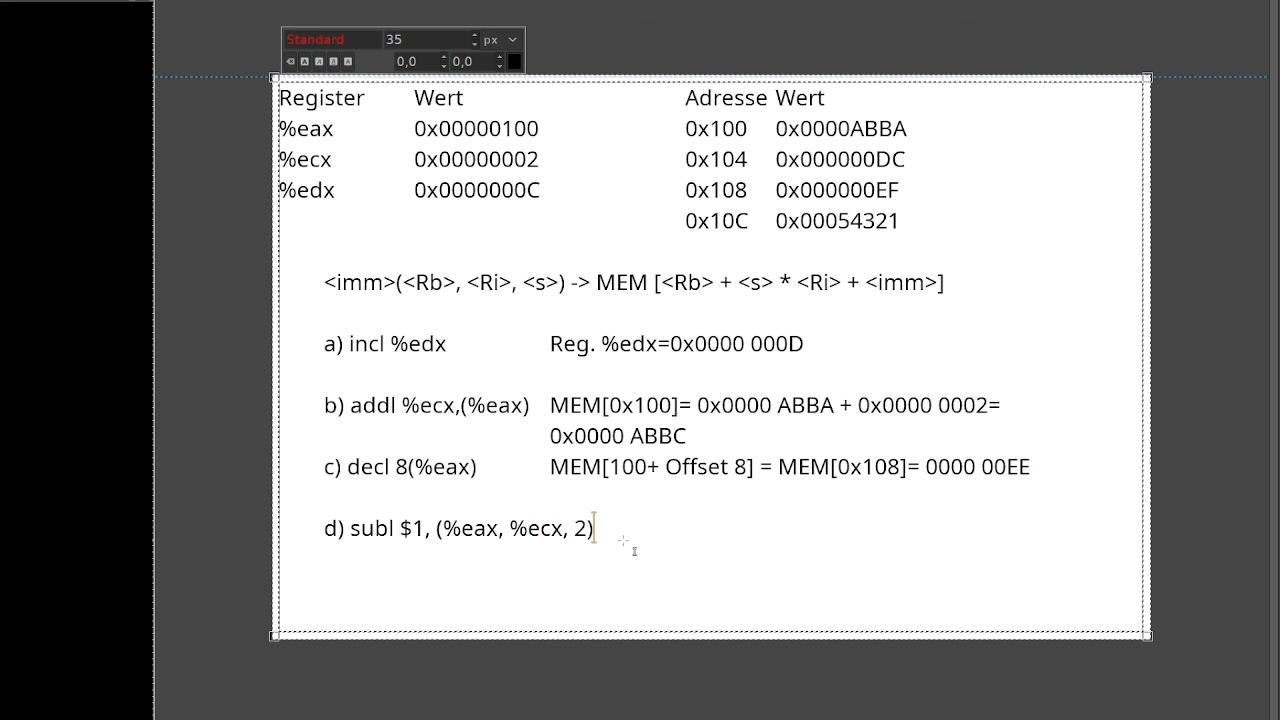 Standard 35 px
0,0 0,0
Register Wert Adresse Wert
%eax 0x00000100 0x100 0x0000ABBA
%ecx 0x00000002 0x104 0x000000DC
%edx 0x0000000C 0x108 0x000000EF
0x10C 0x00054321
<imm>(<Rb>, <Ri>, <s>) -> MEM [<Rb> + <s> * <Ri> + <imm>]
a) incl %edx Reg. %edx=0x0000 000D
b) addl %ecx,(%eax) MEM[0x100]= 0x0000 ABBA + 0x0000 0002=
0x0000 ABBC
c) decl 8(%eax) MEM[100+ Offset 8] = MEM[0x108]= 0000 00EE
d) subl $1, (%eax, %ecx, 2)